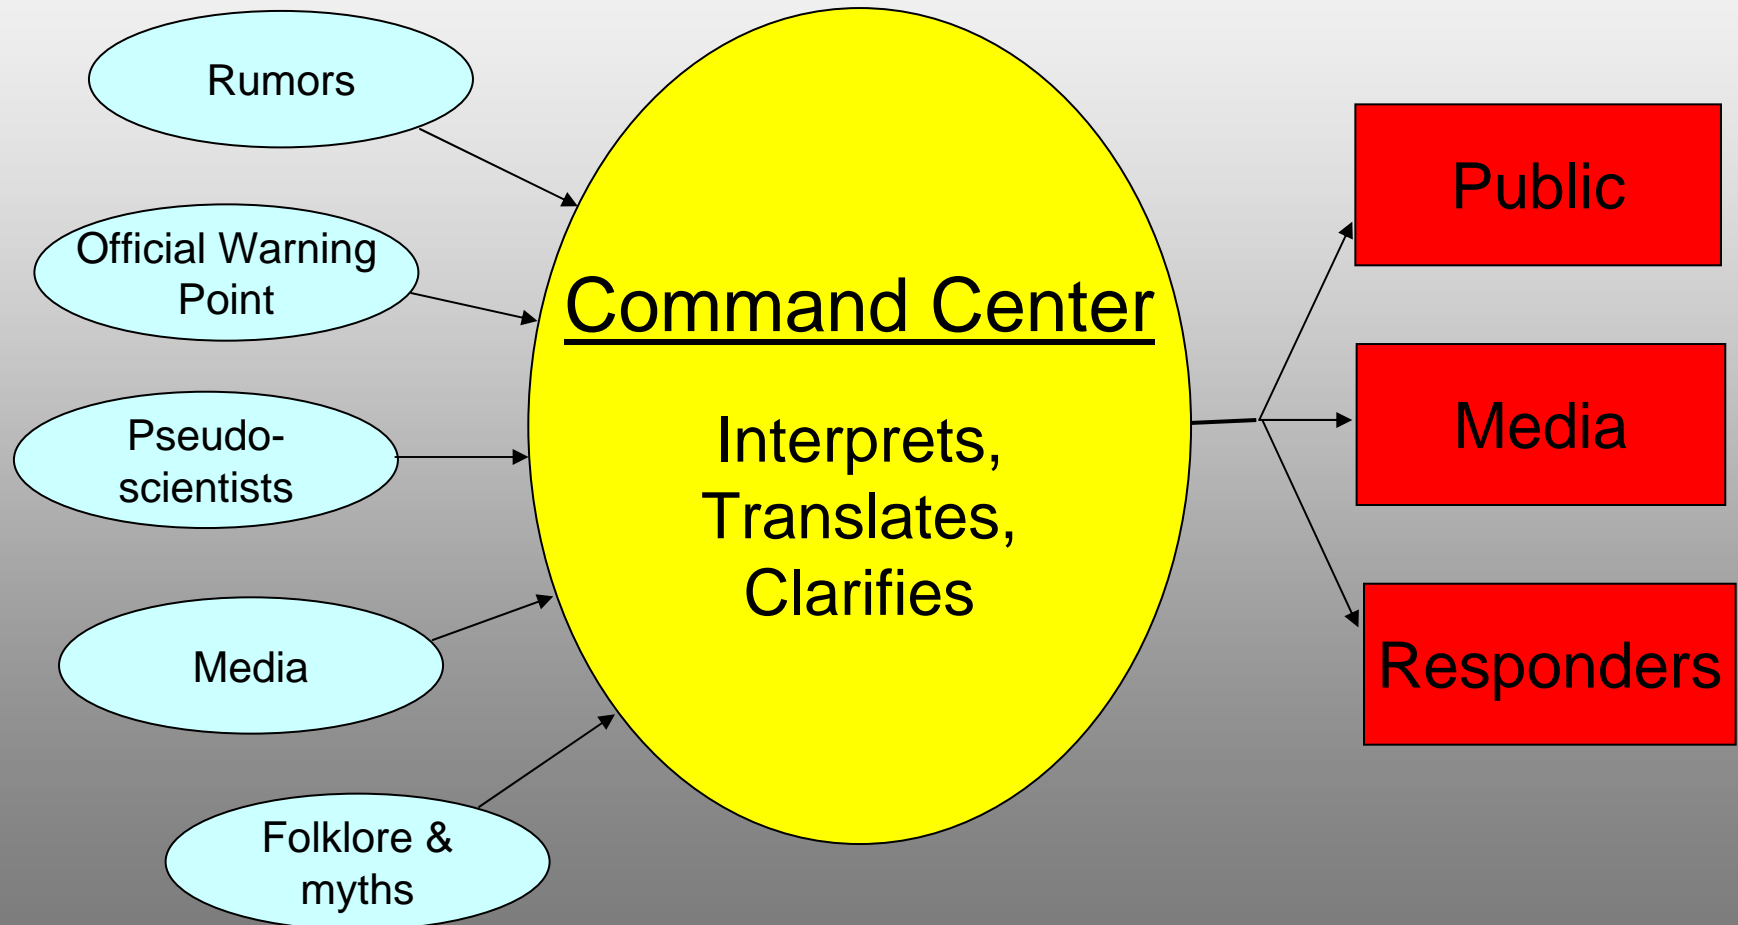 Rumors
Official Warning
Point
Pseudo-
scientists
Media
Folklore &
myths
Command Center
Interprets,
Translates,
Clarifies
Public
Media
Responders